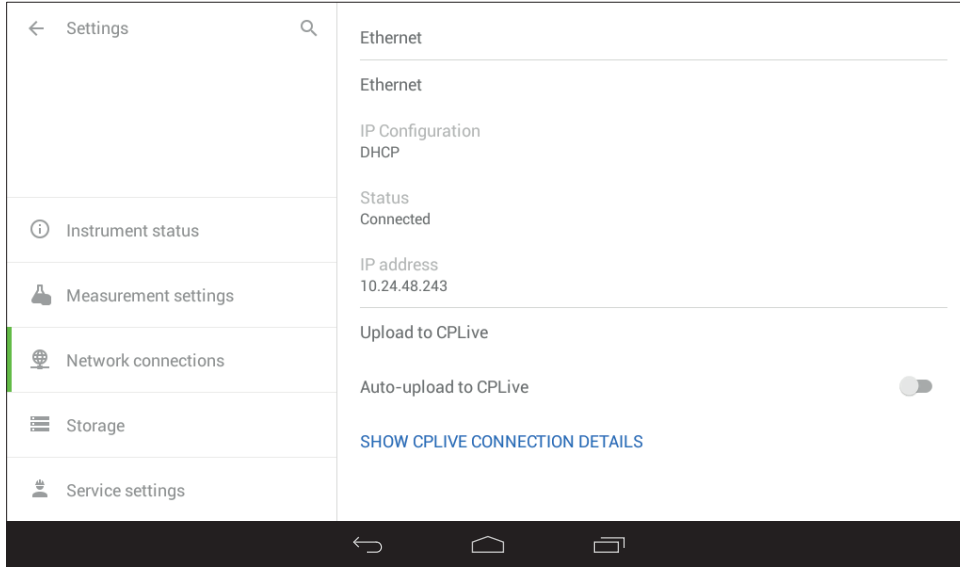 Settings
Instrument status
Measurement settings
Network connections
Storage
Service settings
Ethernet
Ethernet
IP Configuration
DHCP
Status
Connected
IP address
10.24.48.243
Upload to CPLive
Auto-upload to CPLive
SHOW CPLIVE CONNECTION DETAILS